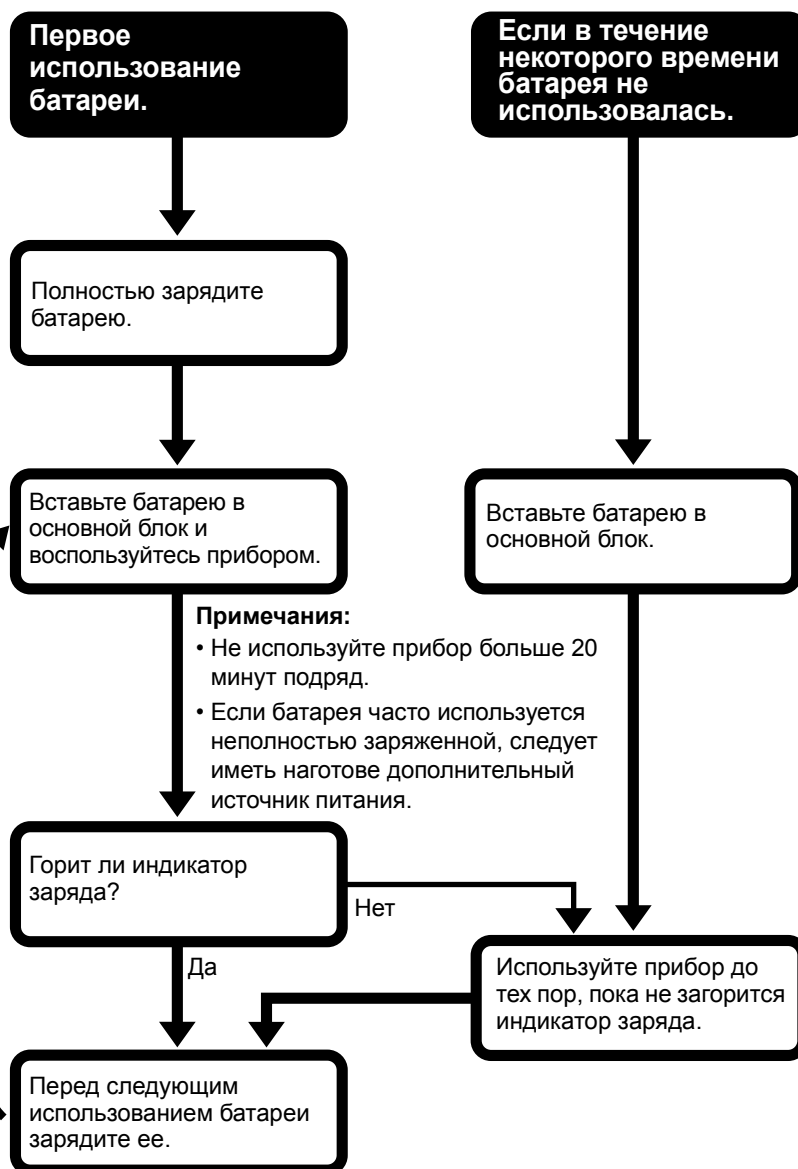 Первое
использование
батареи.
Если в течение
некоторого времени
батарея не
использовалась.
Полностью зарядите
батарею.
Вставьте батарею в
основной блок и
воспользуйтесь прибором.
Вставьте батарею в
основной блок.
Примечания:
• Не используйте прибор больше 20
минут подряд.
• Если батарея часто используется
неполностью заряженной, следует
иметь наготове дополнительный
источник питания.
Горит ли индикатор
заряда?
Нет
Да
Используйте прибор до
тех пор, пока не загорится
индикатор заряда.
Перед следующим
использованием батареи
зарядите ее.